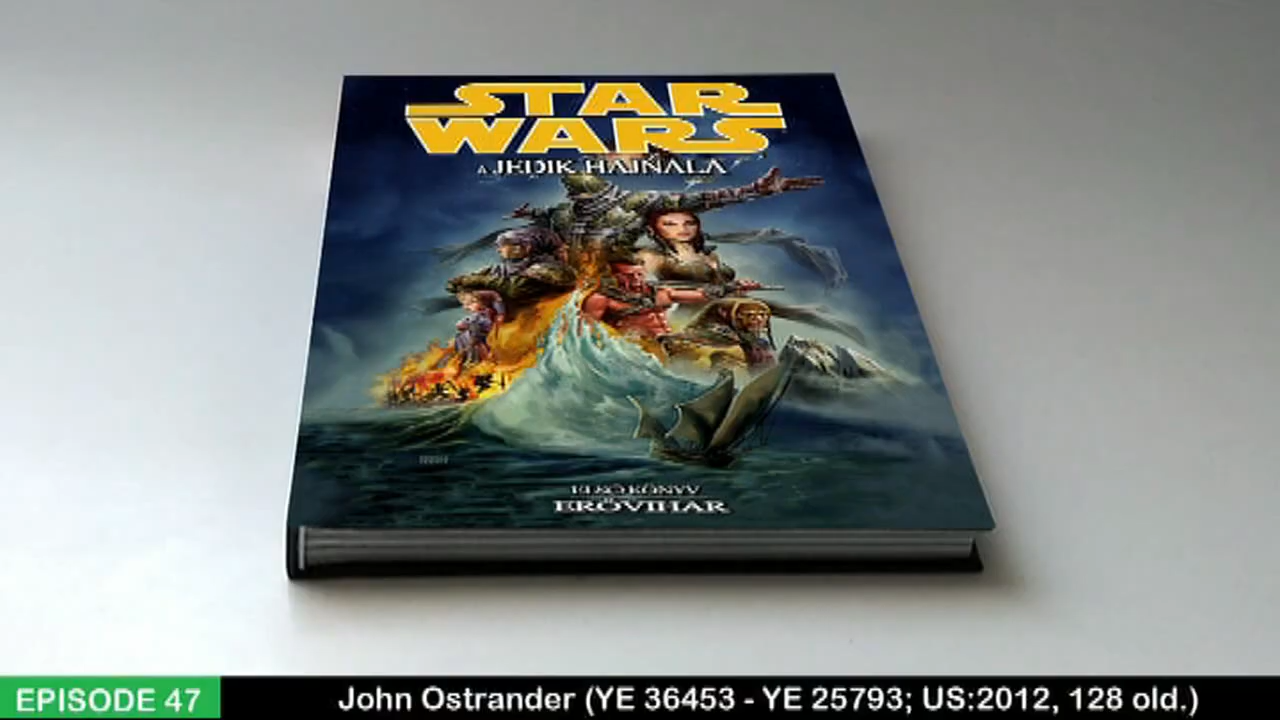 STAR
WARS
A JEDIK HAJNALA
ELSŐ KÖNYV
ERŐVIHAR
EPISODE 47
John Ostrander (YE 36453 - YE 25793; US:2012, 128 old.)